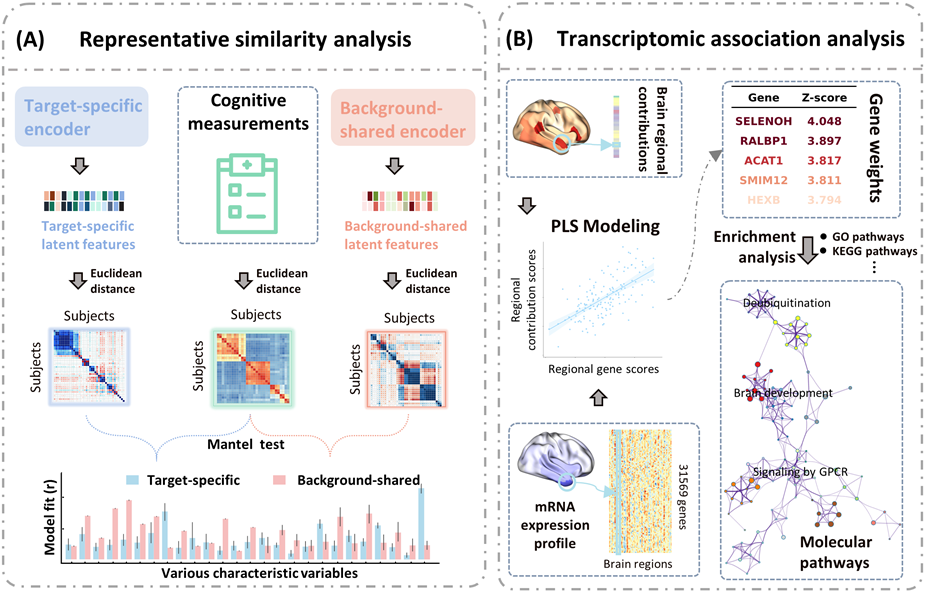 (A) Representative similarity analysis
Target-specific
encoder
Cognitive
measurements
Background-
shared encoder
Target-specific
latent features
Background-shared
latent features
Euclidean
distance
Euclidean
distance
Euclidean
distance
Subjects
Subjects
Subjects
Subjects
Subjects
Subjects
Mantel test
Target-specific
Background-shared
Model fit (r)
Various characteristic variables
(B) Transcriptomic association analysis
Brain regional
contributions
Gene Z-score
SELENOH 4.048
RALBP1 3.897
ACAT1 3.817
SMIM12 3.811
HEXB 3.794
Gene weights
PLS Modeling
Regional
contribution scores
Regional gene scores
Enrichment
analysis
● GO pathways
● KEGG pathways
⋮
mRNA
expression
profile
31569 genes
Brain regions
Deubiquitination
Brain development
Signaling by GPCR
Molecular
pathways